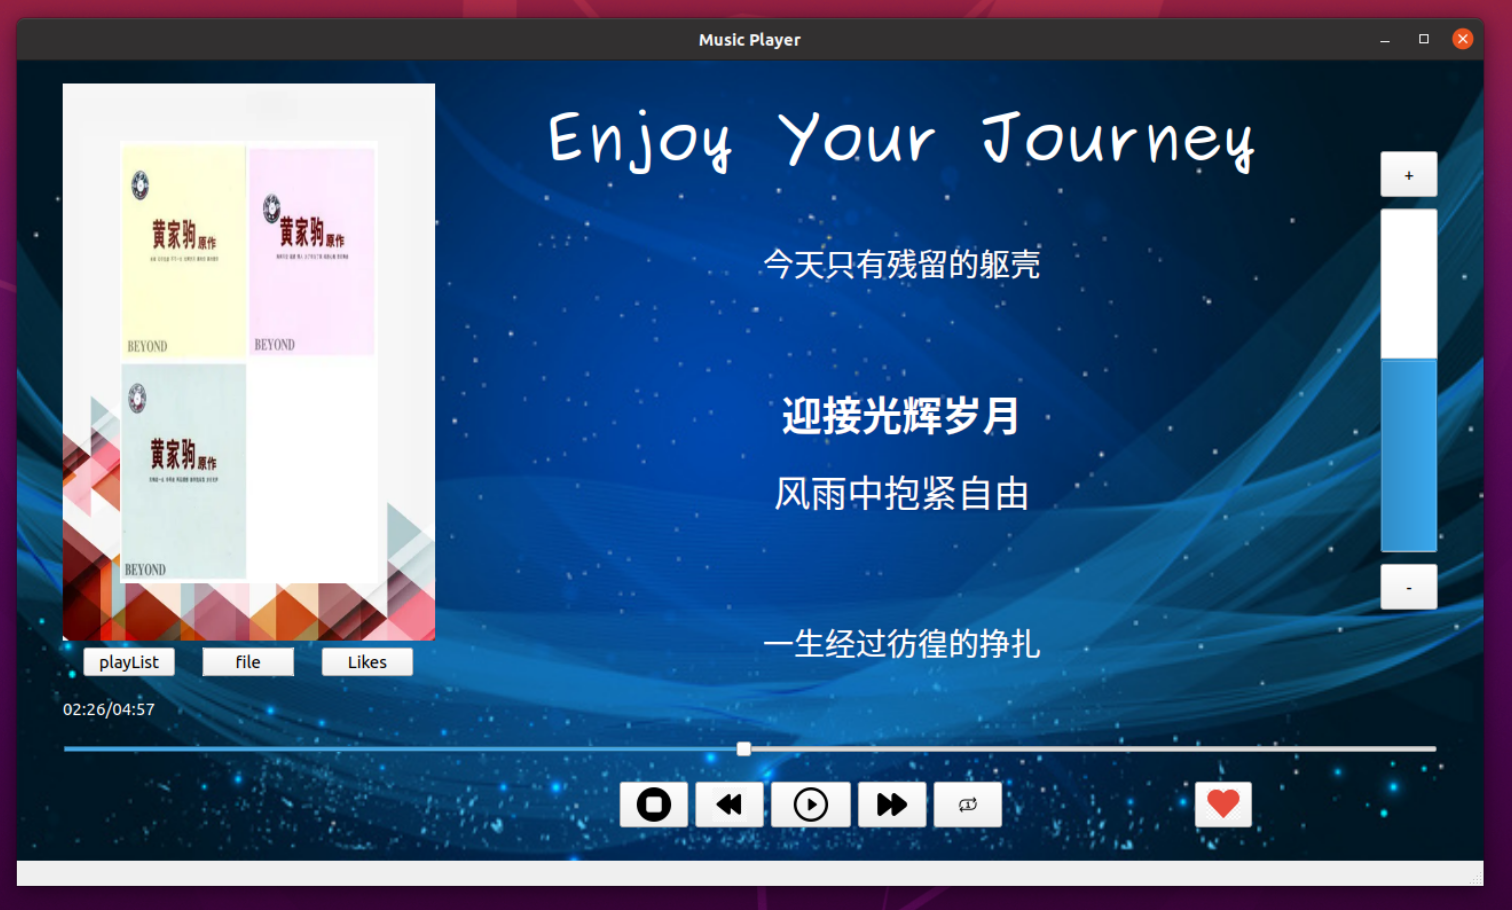 Music Player
黄家驹 原作
BEYOND
黄家驹 原作
BEYOND
黄家驹 原作
BEYOND
playList
file
Likes
Enjoy Your Journey
今天只有残留的躯壳
迎接光辉岁月
风雨中抱紧自由
一生经过彷徨的挣扎
+
-
02:26/04:57
1